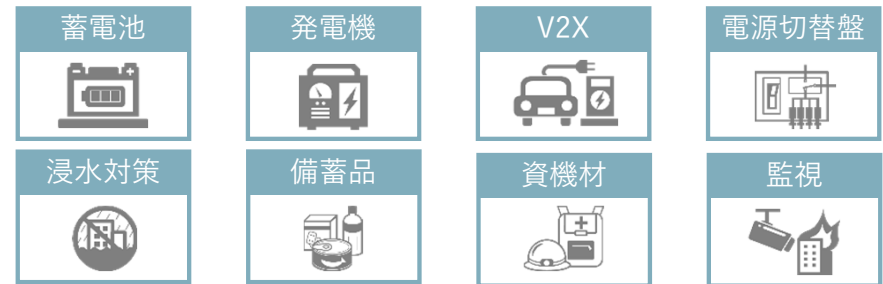 蓄電池
発電機
V2X
電源切替盤
浸水対策
備蓄品
資機材
監視